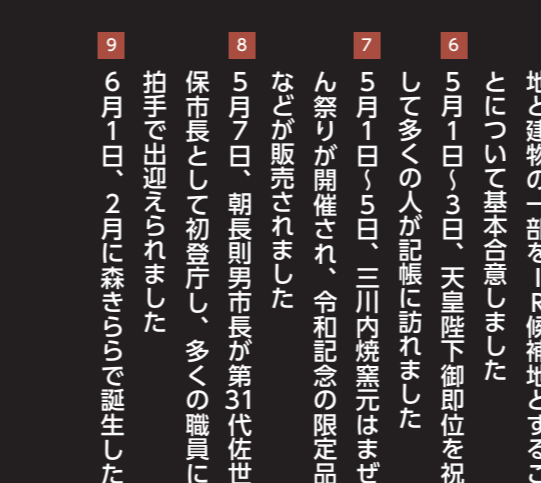 地と建物の一部をＩＲ候補地とするこ
とについて基本合意しました
6 5月1日〜3日、天皇陛下御即位を祝
して多くの人が記帳に訪れました
7 5月1日〜5日、三川内焼窯元はまぜ
ん祭りが開催され、令和記念の限定品
などが販売されました
8 5月7日、朝長則男市長が第31代佐世
保市長として初登庁し、多くの職員に
拍手で出迎えられました
9 6月1日、2月に森きららで誕生した